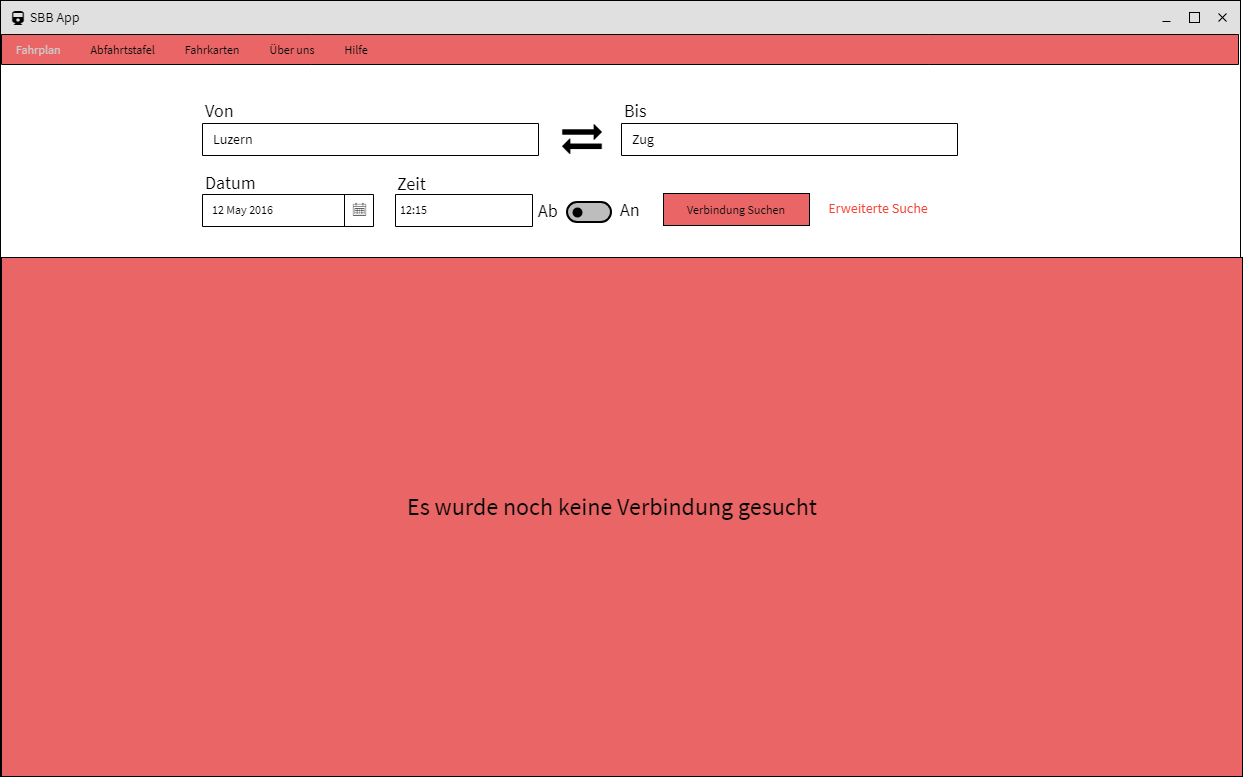 SBB App
Fahrplan Abfahrtstafel Fahrkarten Über uns Hilfe
Von Bis
Luzern Zug
Datum Zeit
12 May 2016 12:15 Ab An Verbindung Suchen Erweiterte Suche
Es wurde noch keine Verbindung gesucht